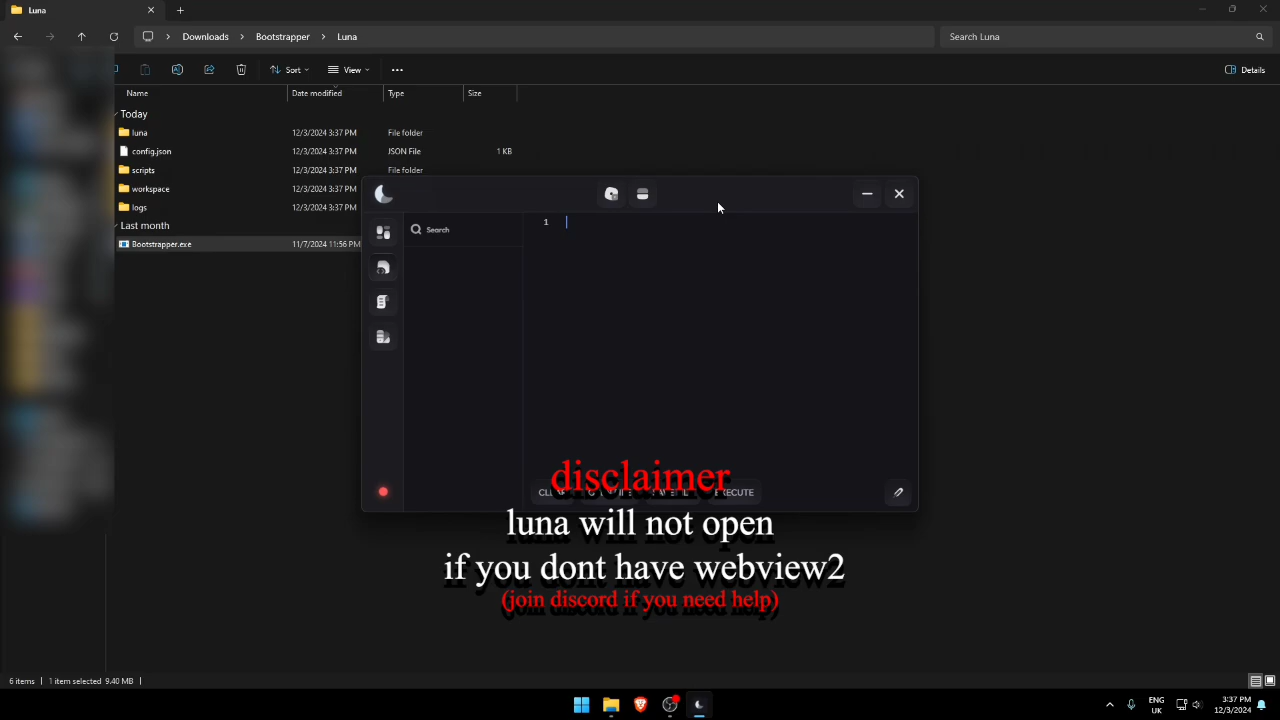 Luna
Downloads
Bootstrapper
Luna
Search Luna
Sort
View
Details
Name
Date modified
Type
Size
Today
luna
12/3/2024 3:37 PM
File folder
config.json
12/3/2024 3:37 PM
JSON File
1 KB
scripts
12/3/2024 3:37 PM
File folder
workspace
12/3/2024 3:37 PM
logs
12/3/2024 3:37 PM
Last month
Bootstrapper.exe
11/7/2024 11:56 PM
Search
1
EXECUTE
disclaimer
luna will not open
if you dont have webview2
(join discord if you need help)
6 items
1 item selected 9.40 MB
ENG
UK
3:37 PM
12/3/2024